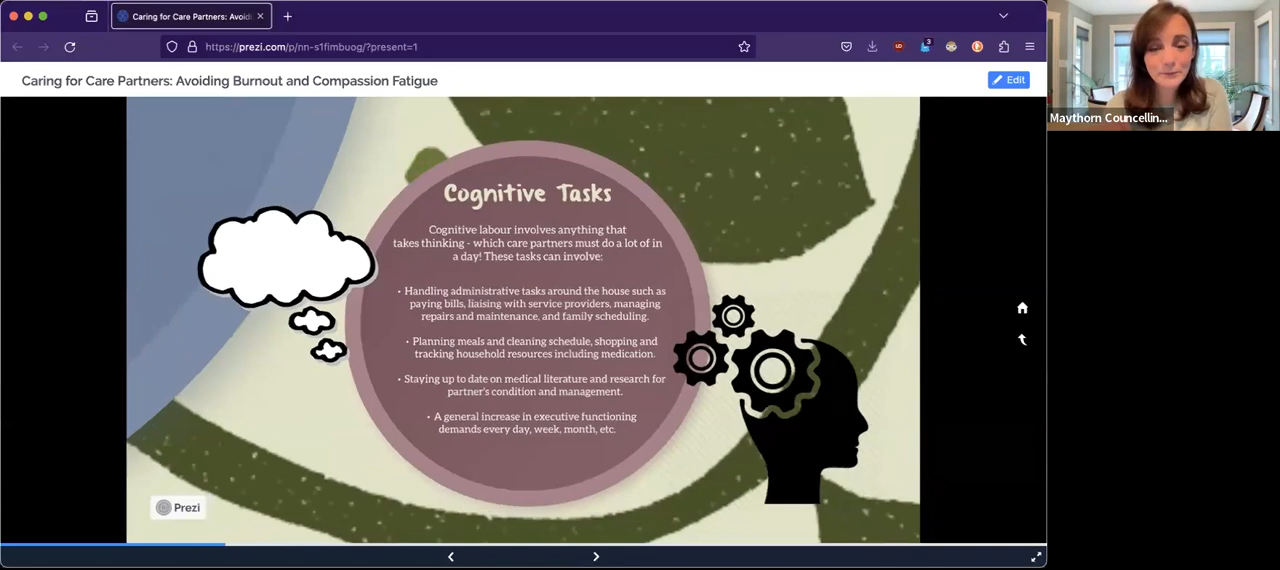 Caring for Care Partners: Avoidi
https://prezi.com/p/nn-s1fimbuog/?present=1
3
Caring for Care Partners: Avoiding Burnout and Compassion Fatigue
Edit
Maythorn Councellin...
Cognitive Tasks
Cognitive labour involves anything that
takes thinking - which care partners must do a lot of in
a day! These tasks can involve:
• Handling administrative tasks around the house such as
paying bills, liaising with service providers, managing
repairs and maintenance, and family scheduling.
• Planning meals and cleaning schedule, shopping and
tracking household resources including medication.
• Staying up to date on medical literature and research for
partner's condition and management.
• A general increase in executive functioning
demands every day, week, month, etc.
Prezi